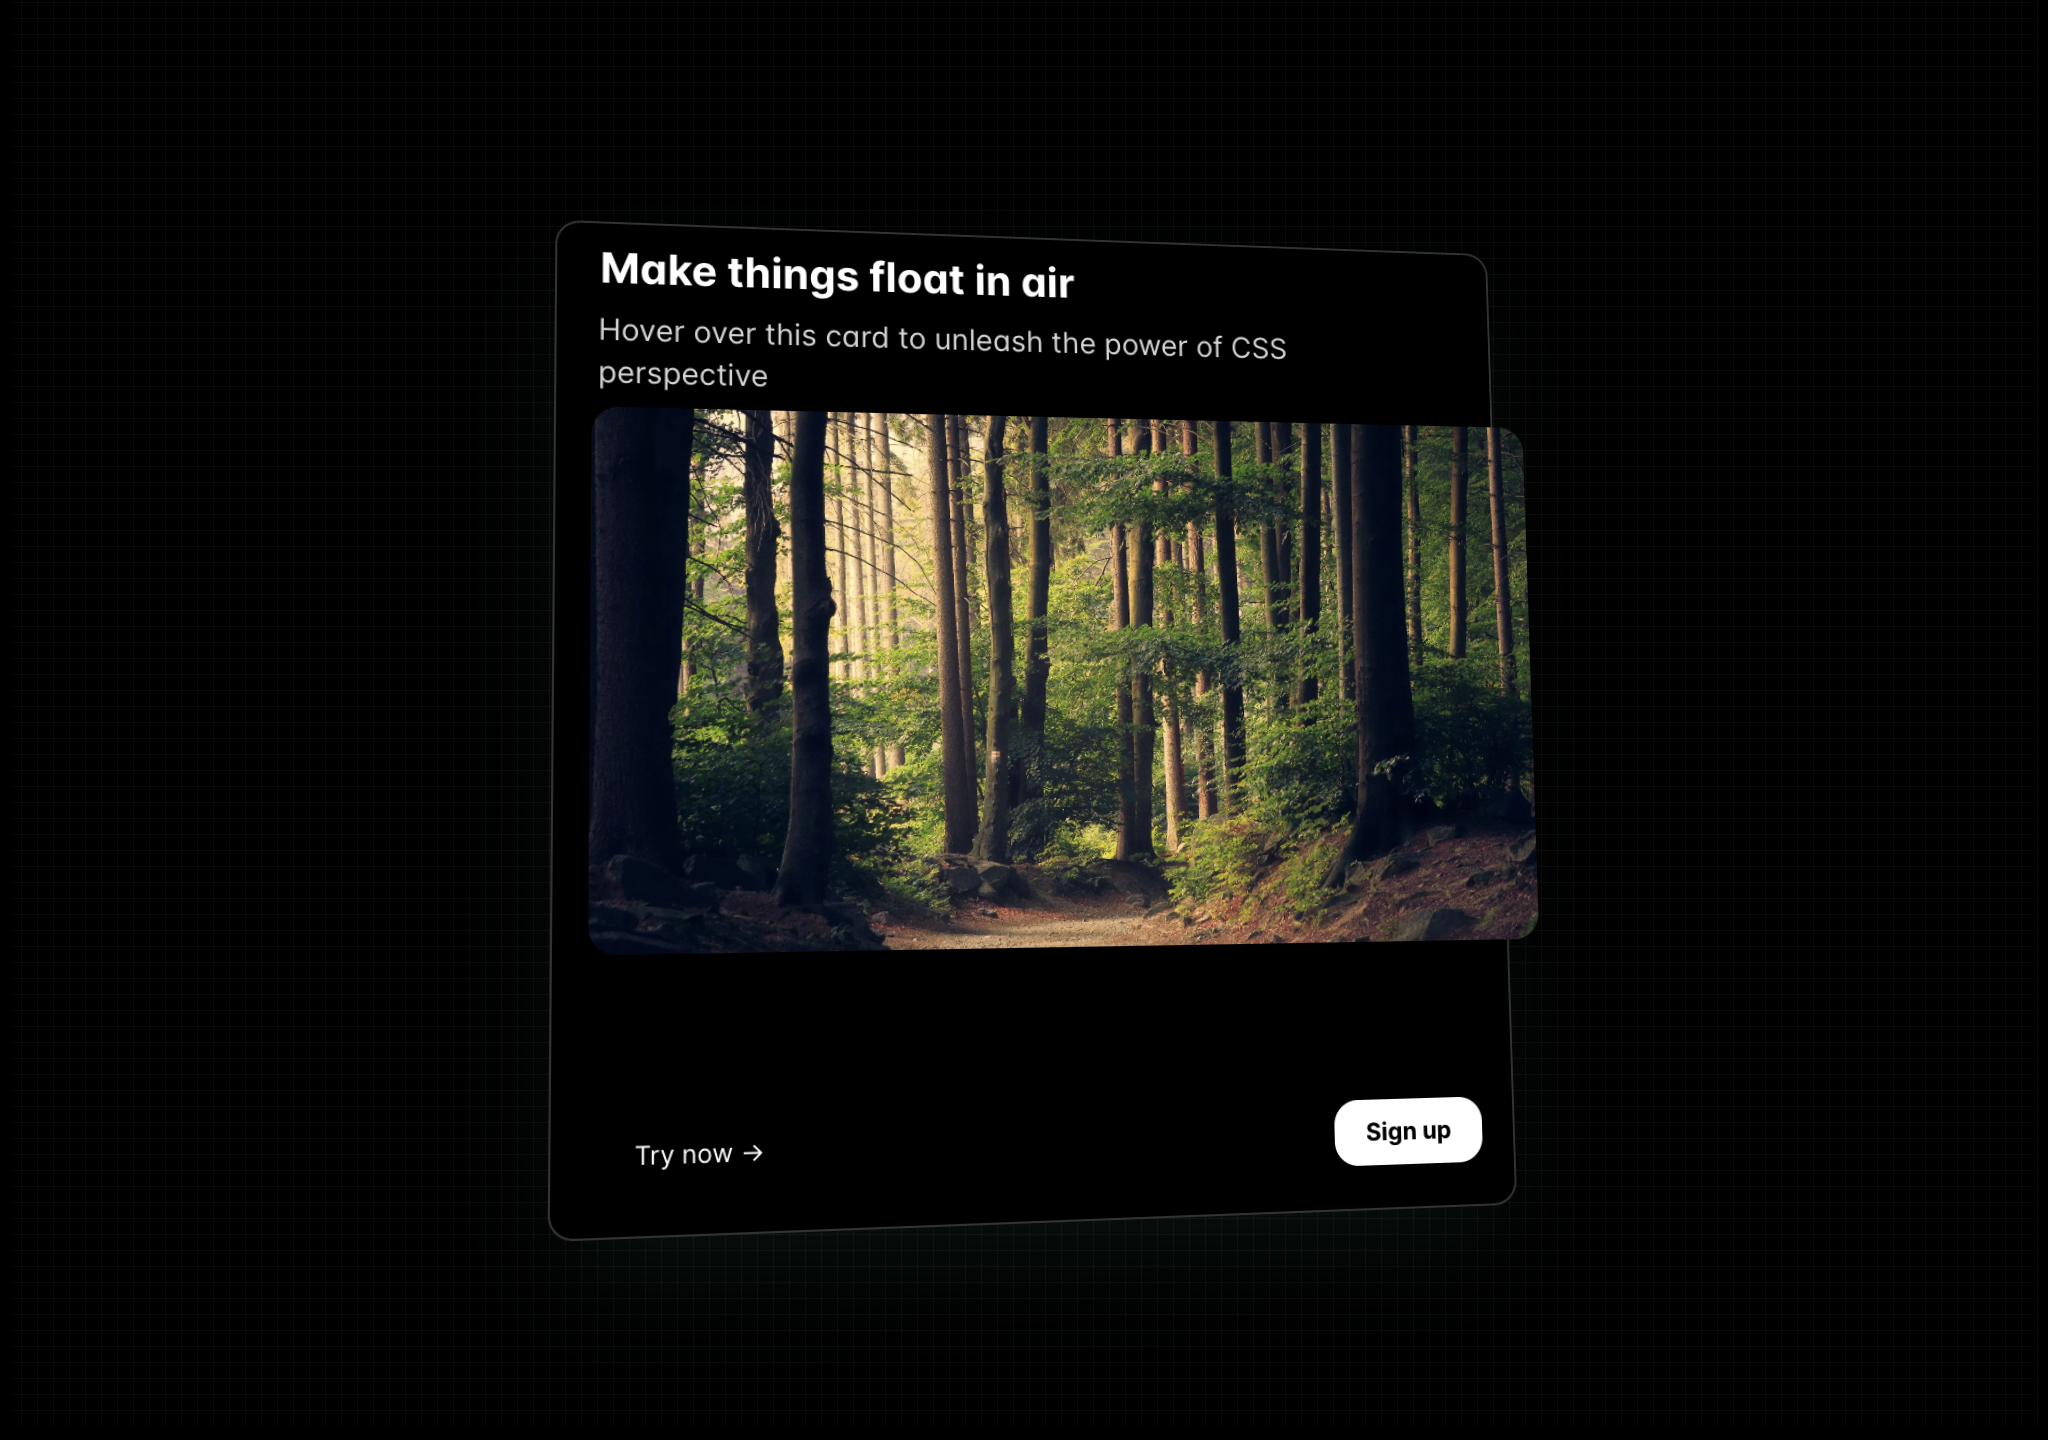 Make things float in air
Hover over this card to unleash the power of CSS
perspective
Try now →
Sign up